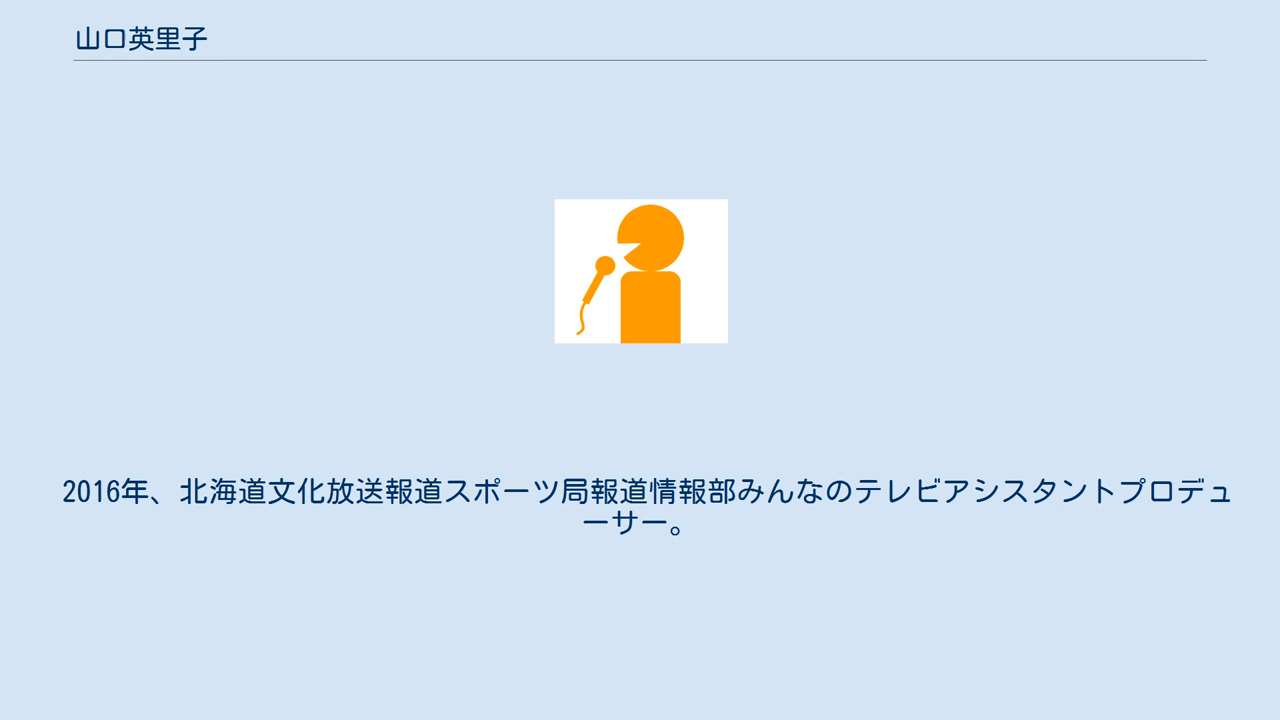 山口英里子
2016年、北海道文化放送報道スポーツ局報道情報部みんなのテレビアシスタントプロデュ
ーサー。